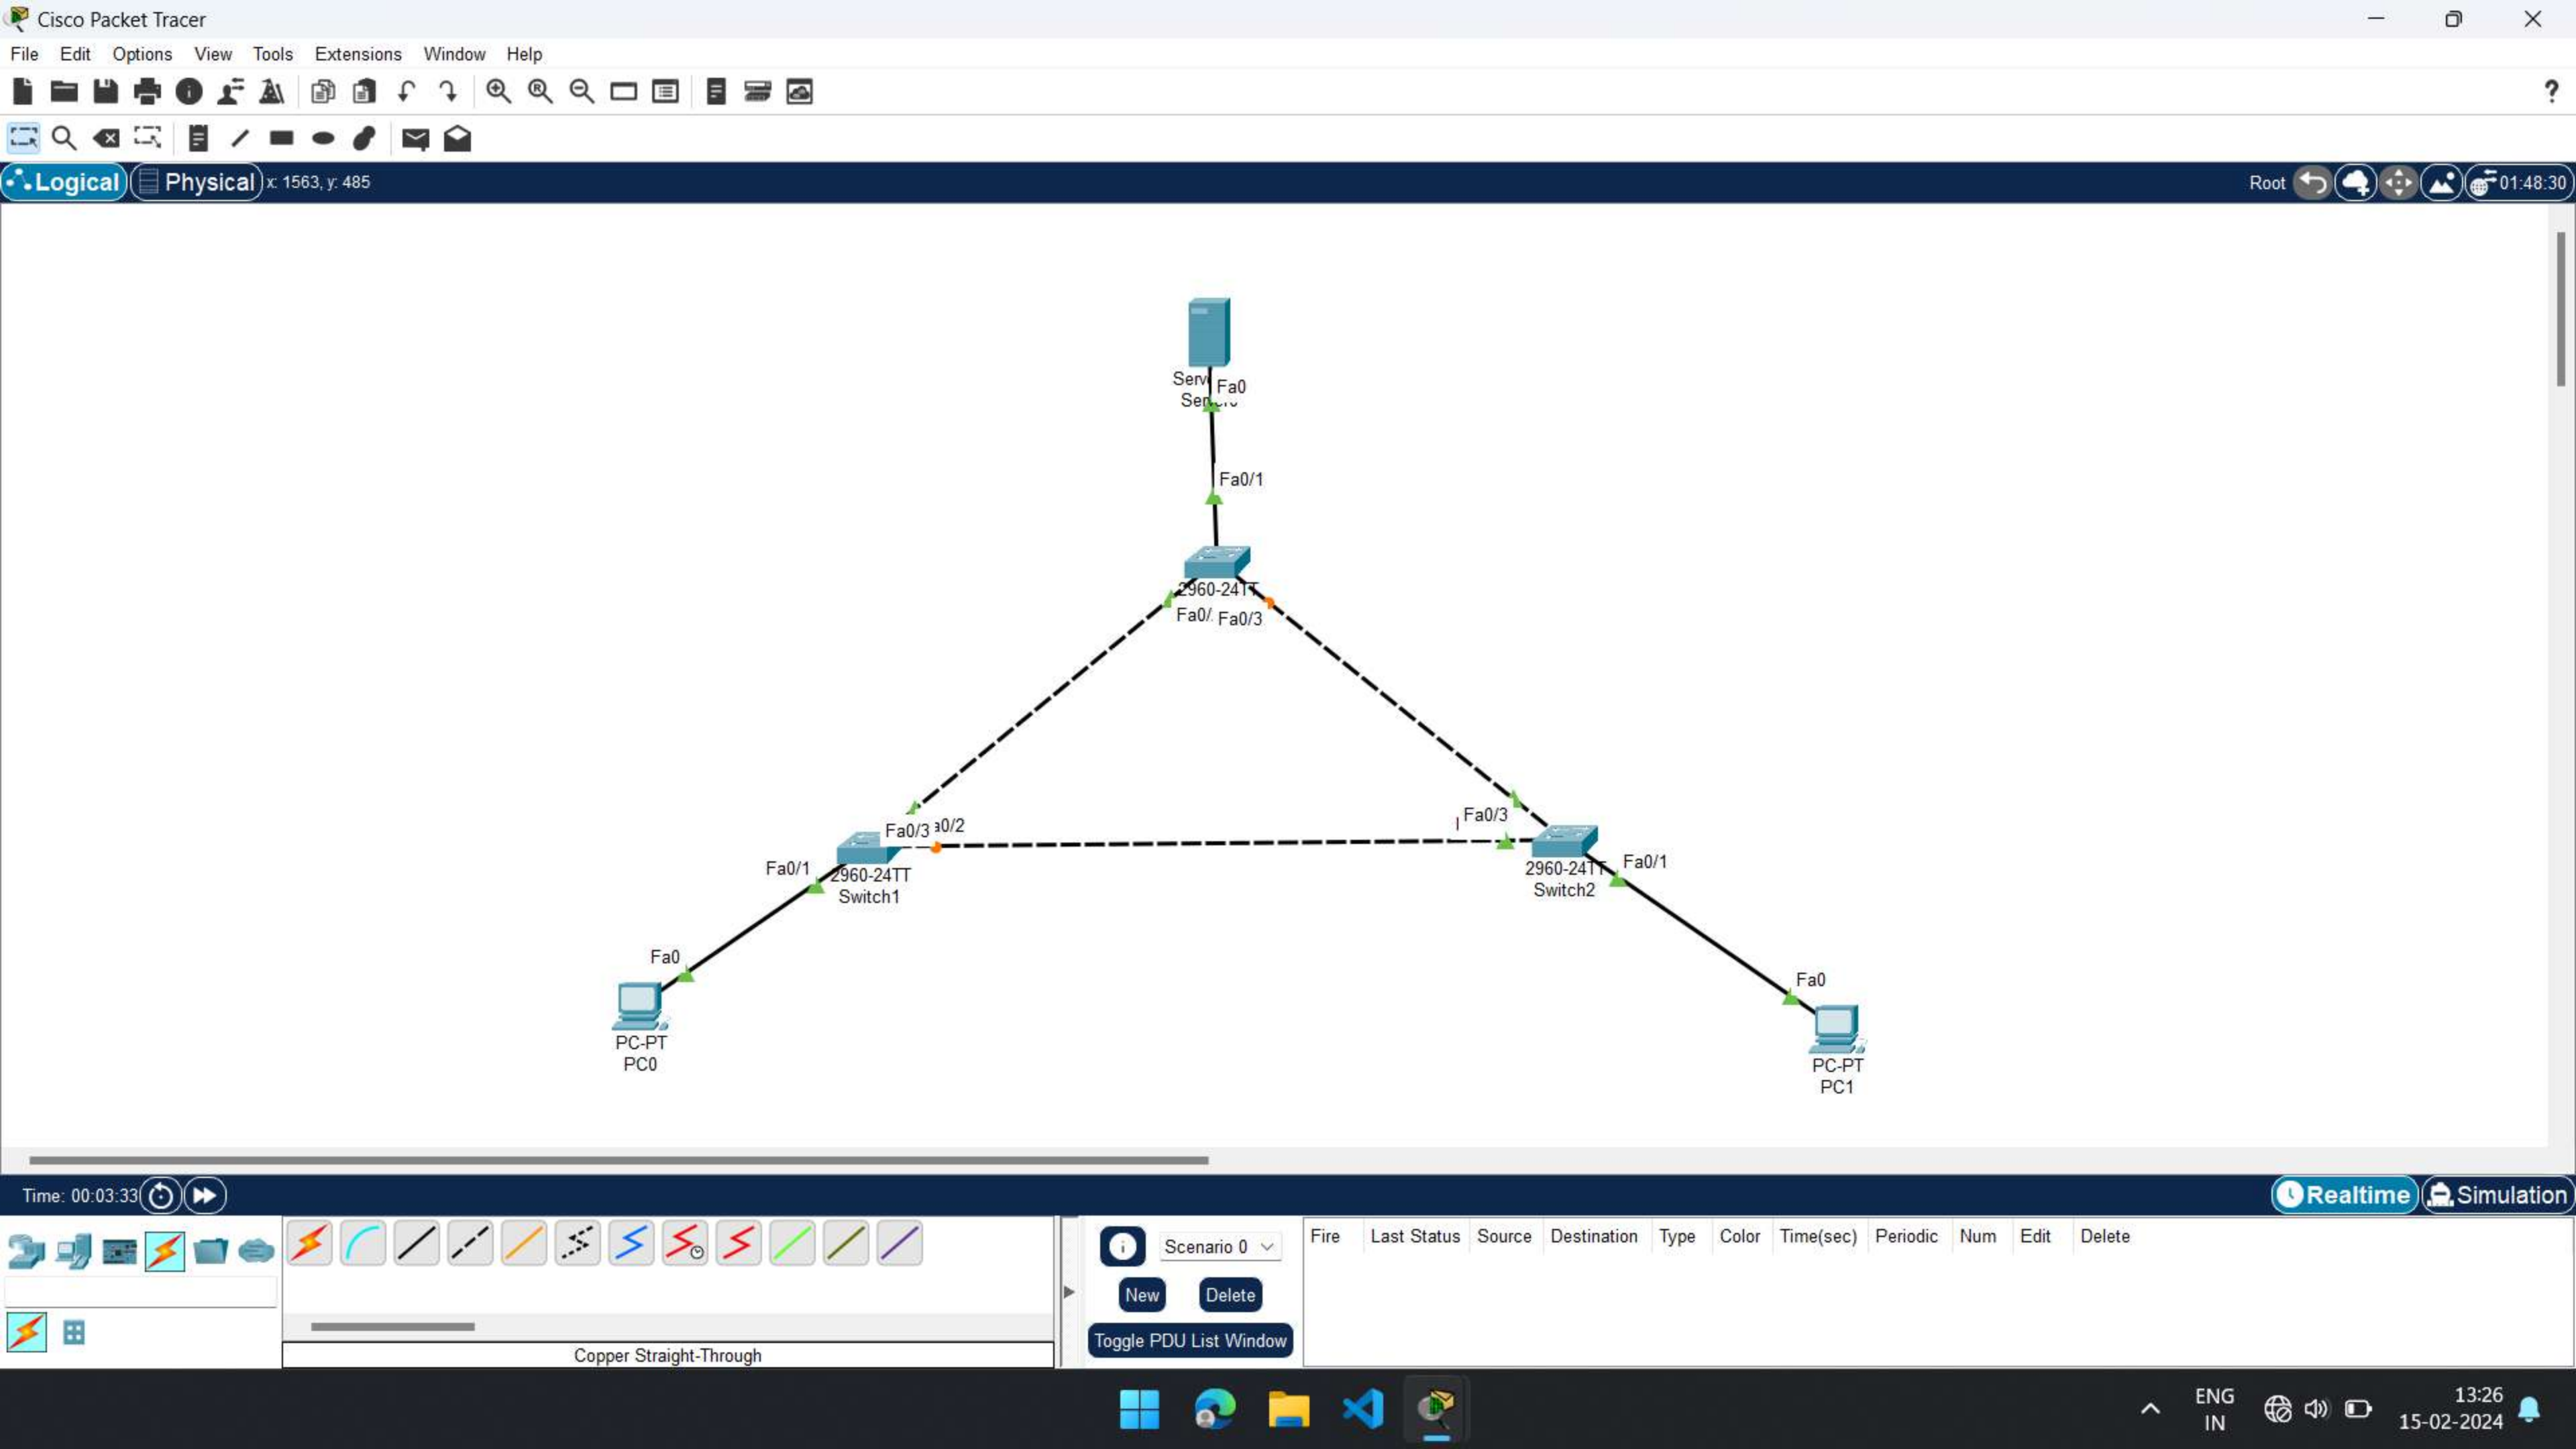 Cisco Packet Tracer
File Edit Options View Tools Extensions Window Help
?
Logical Physical x: 1563, y: 485 Root 01:48:30
Fa0
Fa0/1
2960-24TT
Fa0/ Fa0/3
Fa0/3
Fa0/3 a0/2
Fa0/1 Fa0/1
2960-24TT 2960-24TT
Switch1 Switch2
Fa0 Fa0
PC-PT PC-PT
PC0 PC1
Time: 00:03:33 Realtime Simulation
Scenario 0 Fire Last Status Source Destination Type Color Time(sec) Periodic Num Edit Delete
New Delete
Toggle PDU List Window
Copper Straight-Through
ENG
IN
13:26
15-02-2024